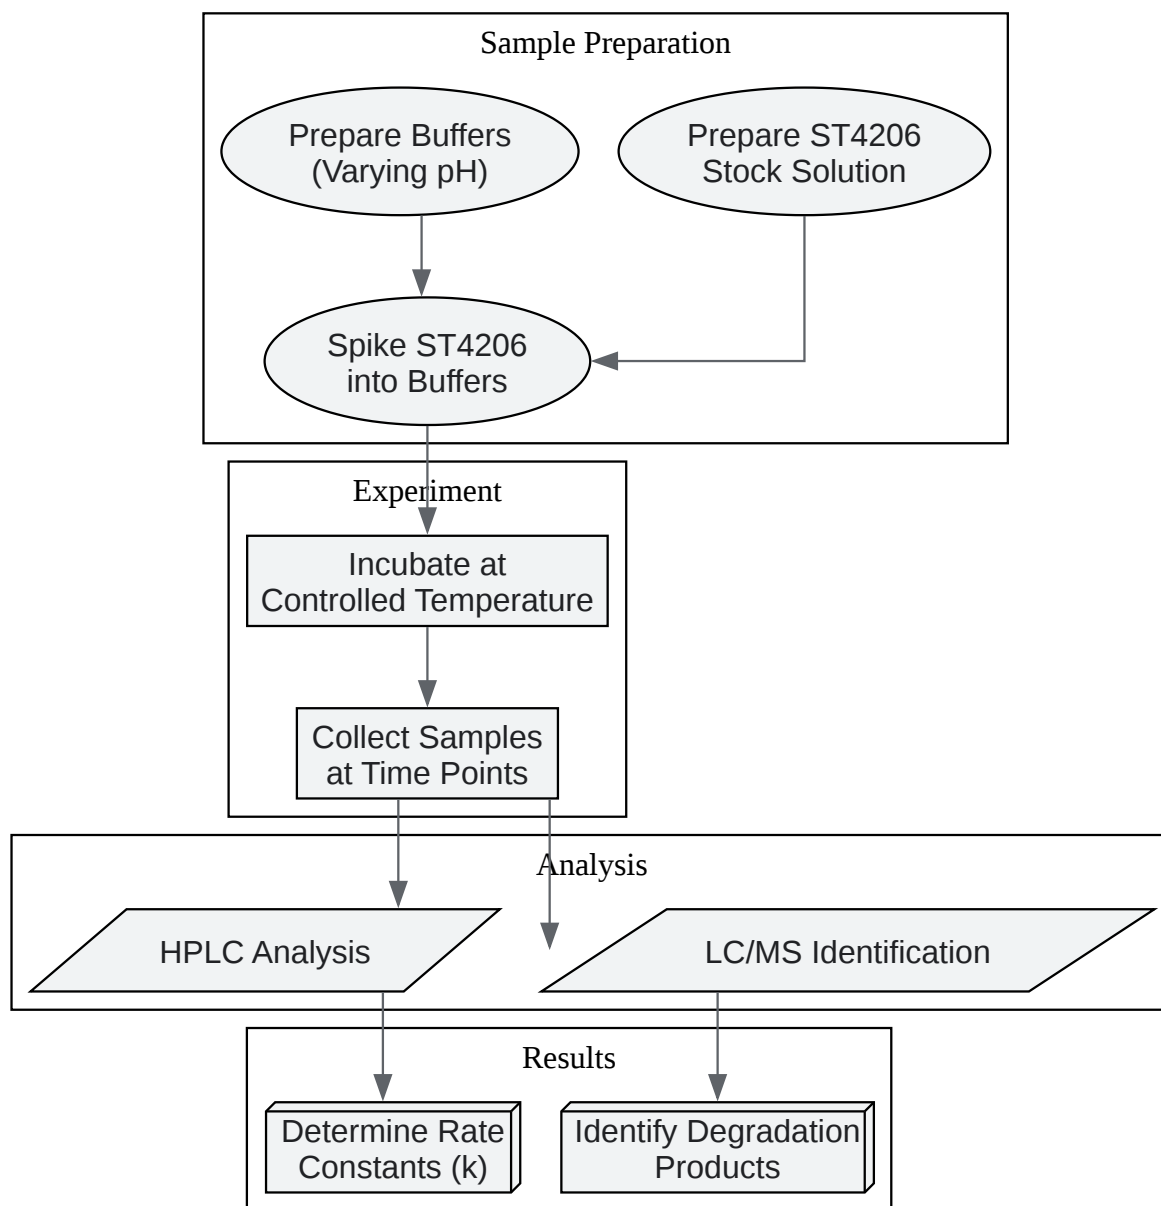 Sample Preparation
Prepare Buffers
(Varying pH)
Prepare ST4206
Stock Solution
Spike ST4206
into Buffers
Experiment
Incubate at
Controlled Temperature
Collect Samples
at Time Points
Analysis
HPLC Analysis
LC/MS Identification
Results
Determine Rate
Constants (k)
Identify Degradation
Products